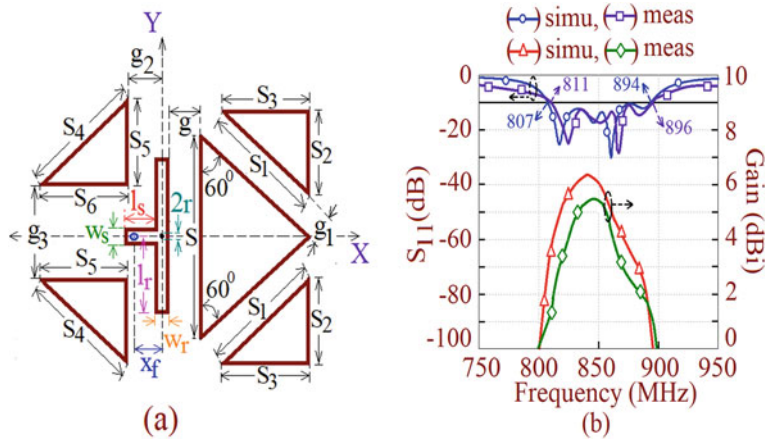 Y
g2
S4
S5
S6
ls
ws
g3
S5
S4
lr
wr
xf
g
S3
S2
S1
60⁰
2r
S
g1
X
60⁰
S1
S2
S3
(a)
(-) simu, (-) meas
(-) simu, (-) meas
0
-20
-40
-60
-80
-100
S11 (dB)
10
8
6
4
2
0
Gain (dBi)
811
894
807
896
750
800
850
900
950
Frequency (MHz)
(b)